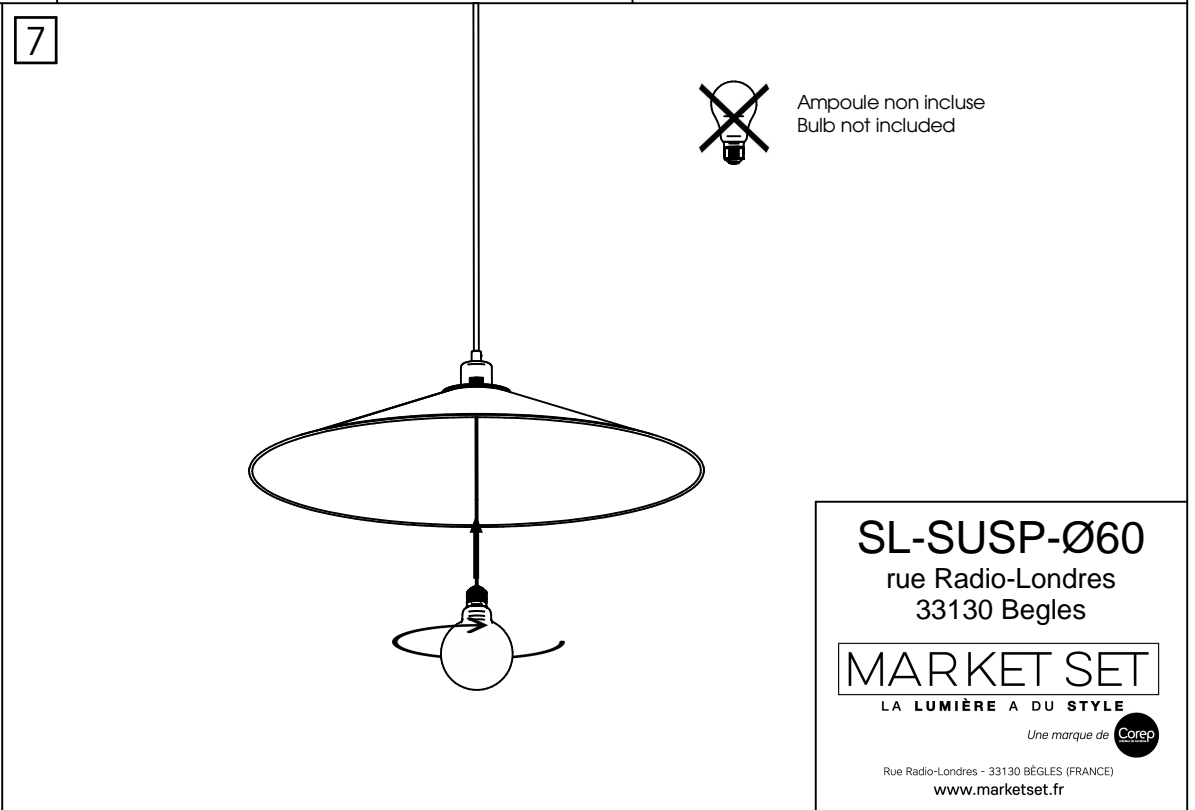 7
Ampoule non incluse
Bulb not included
SL-SUSP-Ø60
rue Radio-Londres
33130 Begles
MARKET SET
LA LUMIÈRE A DU STYLE
Une marque de Corep
Rue Radio-Londres - 33130 BÈGLES (FRANCE)
www.marketset.fr